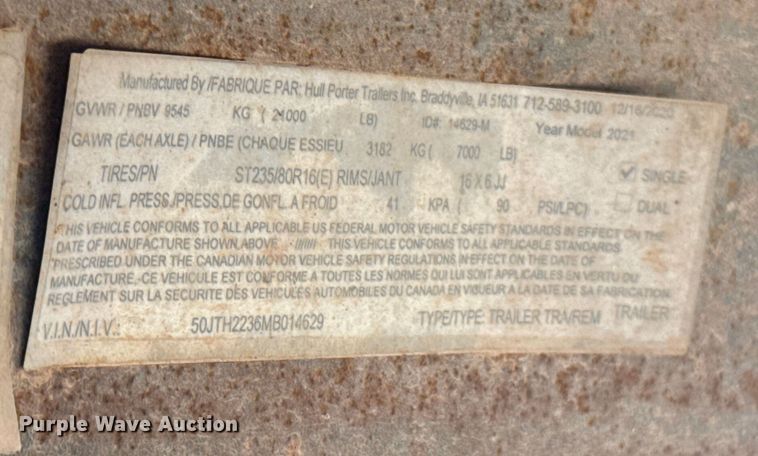 Manufactured By /FABRIQUE PAR: Hull Porter Trailers Inc. Braddyville, IA 51631 712-589-3100 12/16/2020
GVWR / PNBV 9545 KG ( 21000 LB) ID#: 14629-M Year Model 2021
GAWR (EACH AXLE) / PNBE (CHAQUE ESSIEU 3182 KG ( 7000 LB)
TIRES/PN ST235/80R16(E) RIMS/JANT 16 X 6 JJ SINGLE
COLD INFL. PRESS./PRESS.DE GONFL. A FROID 41 KPA ( 90 PSI/LPC) DUAL
THIS VEHICLE CONFORMS TO ALL APPLICABLE US FEDERAL MOTOR VEHICLE SAFETY STANDARDS IN EFFECT ON THE
DATE OF MANUFACTURE SHOWN ABOVE. ////// THIS VEHICLE CONFORMS TO ALL APPLICABLE STANDARDS
PRESCRIBED UNDER THE CANADIAN MOTOR VEHICLE SAFETY REGULATIONS IN EFFECT ON THE DATE OF
MANUFACTURE.-CE VEHICULE EST CONFORME A TOUTES LES NORMES QUI LUI SONT APPLICABLES EN VERTU DU
REGLEMENT SUR LA SECURITE DES VEHICULES AUTOMOBILES DU CANADA EN VIGUEUR A LA DATE DE SA FABRICATION
V.I.N./N.I.V.: 50JTH2236MB014629 TYPE/TYPE: TRAILER TRA/REM TRAILER
Purple Wave Auction